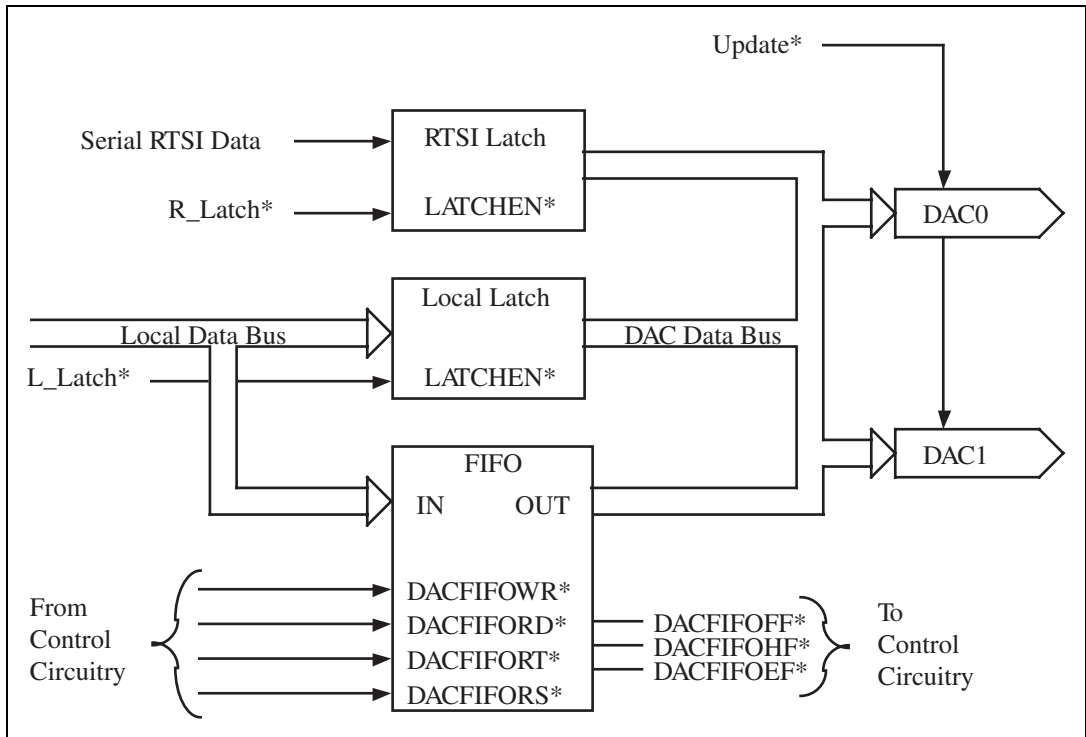 Update*
Serial RTSI Data
RTSI Latch
R_Latch*
LATCHEN*
DAC0
Local Latch
Local Data Bus
DAC Data Bus
L_Latch*
LATCHEN*
FIFO
DAC1
IN OUT
From
Control
Circuitry
DACFIFOWR*
DACFIFORD*
DACFIFORT*
DACFIFORS*
DACFIFOFF*
DACFIFOHF*
DACFIFOEF*
To
Control
Circuitry